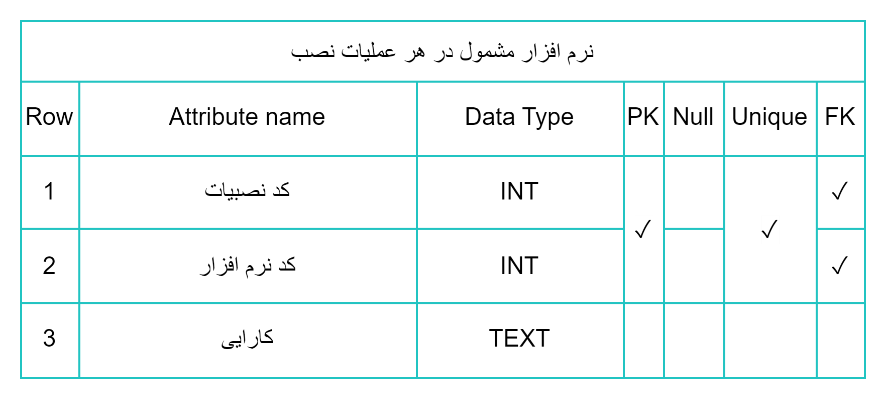 نرم افزار مشمول در هر عملیات نصب
Row Attribute name Data Type PK Null Unique FK
1 کد نصبیات INT ✓ ✓ ✓
2 کد نرم افزار INT ✓
3 کارایی TEXT